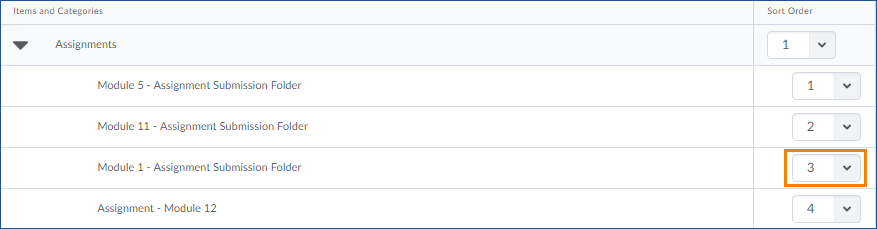 Items and Categories Sort Order
Assignments 1
Module 5 - Assignment Submission Folder 1
Module 11 - Assignment Submission Folder 2
Module 1 - Assignment Submission Folder 3
Assignment - Module 12 4